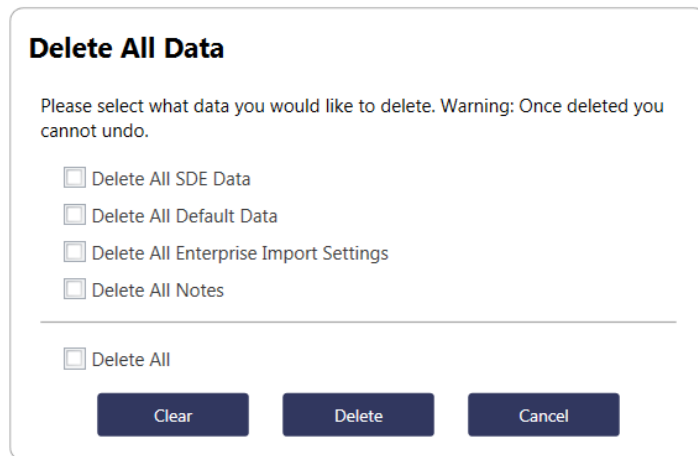 Delete All Data
Please select what data you would like to delete. Warning: Once deleted you
cannot undo.
Delete All SDE Data
Delete All Default Data
Delete All Enterprise Import Settings
Delete All Notes
Delete All
Clear Delete Cancel